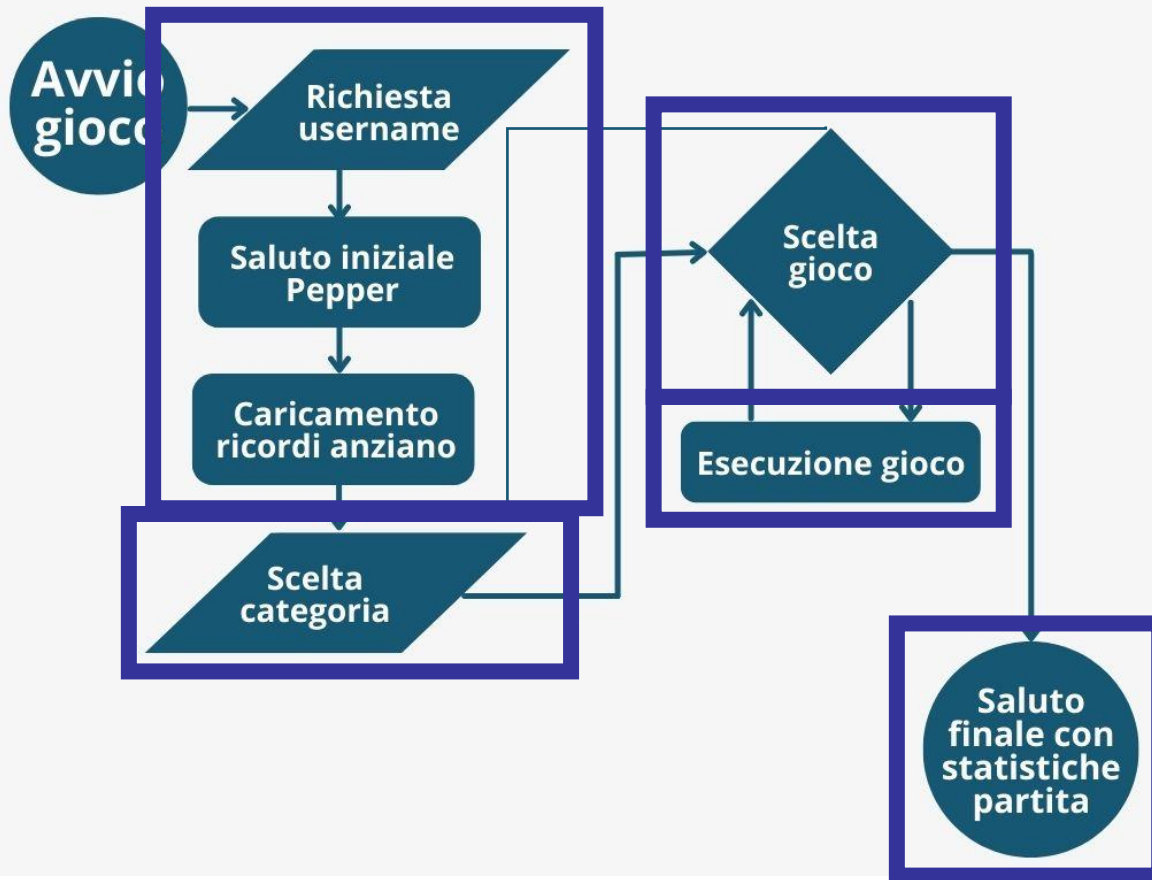 Avvio
gioco
Richiesta
username
Saluto iniziale
Pepper
Caricamento
ricordi anziano
Scelta
categoria
Scelta
gioco
Esecuzione gioco
Saluto
finale con
statistiche
partita